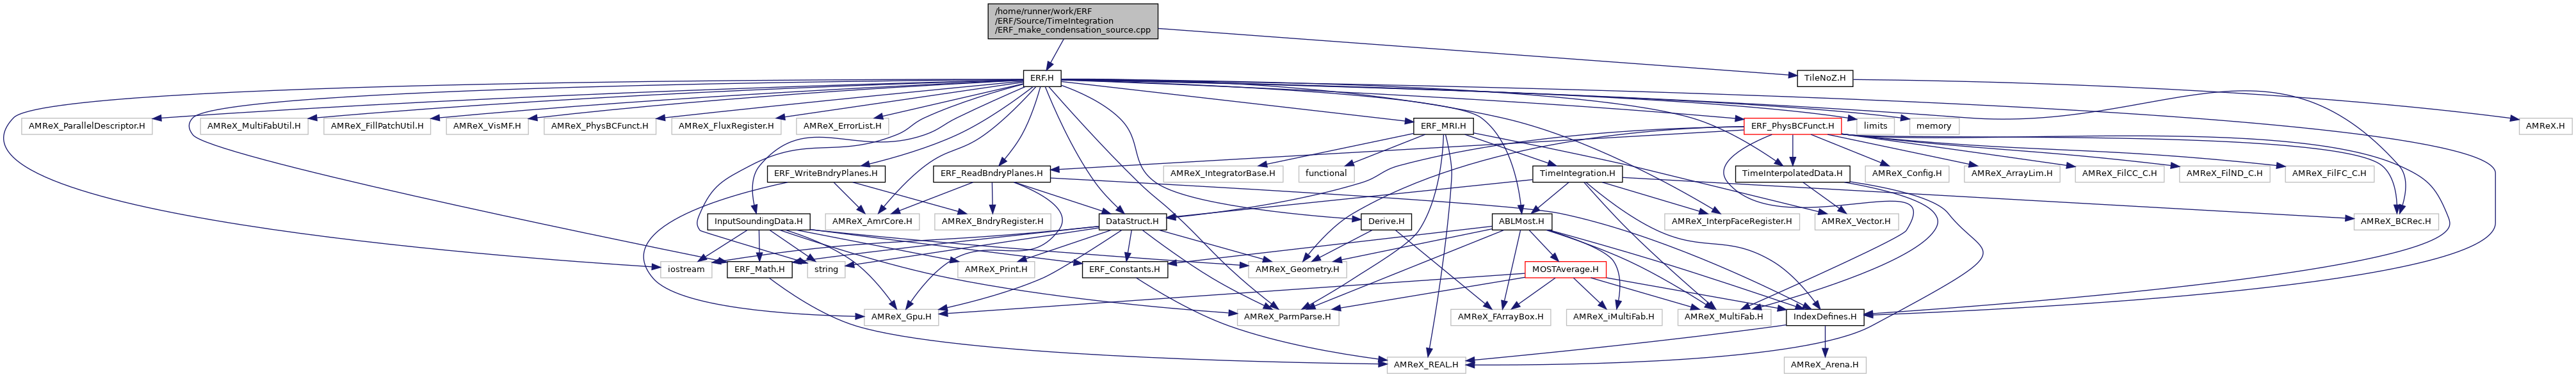 /home/runner/work/ERF
/ERF/Source/TimeIntegration
/ERF_make_condensation_source.cpp
ERF.H
TileNoZ.H
AMReX_ParallelDescriptor.H
AMReX_MultiFabUtil.H
AMReX_FillPatchUtil.H
AMReX_VisMF.H
AMReX_PhysBCFunct.H
AMReX_FluxRegister.H
AMReX_ErrorList.H
ERF_MRI.H
ERF_PhysBCFunct.H
limits
memory
AMReX.H
ERF_WriteBndryPlanes.H
ERF_ReadBndryPlanes.H
AMReX_IntegratorBase.H
functional
TimeIntegration.H
TimeInterpolatedData.H
AMReX_Config.H
AMReX_ArrayLim.H
AMReX_FilCC_C.H
AMReX_FilND_C.H
AMReX_FilFC_C.H
InputSoundingData.H
AMReX_AmrCore.H
AMReX_BndryRegister.H
DataStruct.H
Derive.H
ABLMost.H
AMReX_InterpFaceRegister.H
AMReX_Vector.H
AMReX_BCRec.H
iostream
ERF_Math.H
string
AMReX_Print.H
ERF_Constants.H
AMReX_Geometry.H
MOSTAverage.H
AMReX_Gpu.H
AMReX_ParmParse.H
AMReX_FArrayBox.H
AMReX_iMultiFab.H
AMReX_MultiFab.H
IndexDefines.H
AMReX_REAL.H
AMReX_Arena.H